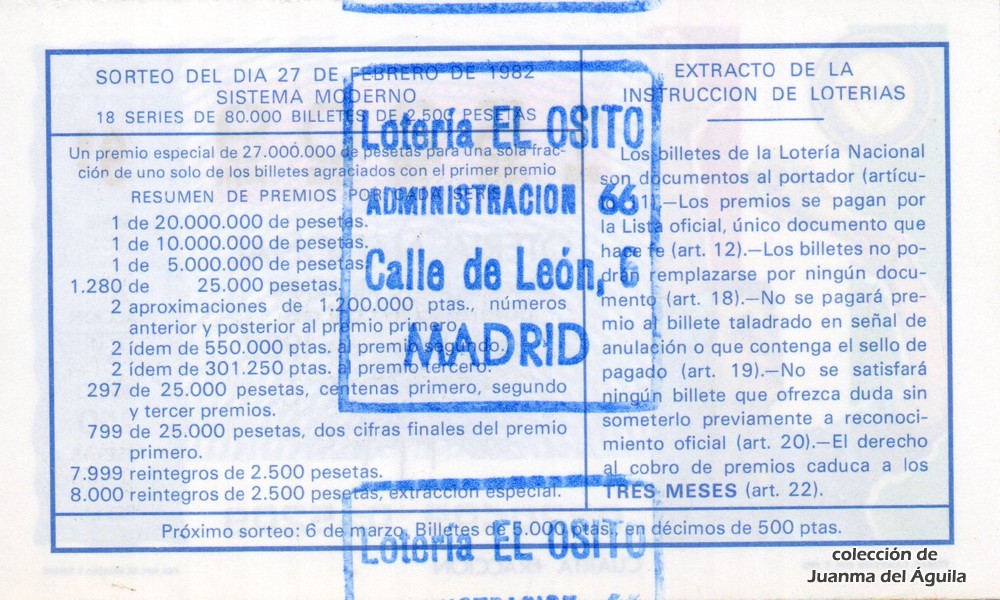 SORTEO DEL DIA 27 DE FEBRERO DE 1982
SISTEMA MODERNO
18 SERIES DE 80.000 BILLETES DE 2.500 PESETAS
Un premio especial de 27.000.000 de pesetas para una sola frac-
ción de uno solo de los billetes agraciados con el primer premio
RESUMEN DE PREMIOS POR CADA SERIE
1 de 20.000.000 de pesetas.
1 de 10.000.000 de pesetas.
1 de 5.000.000 de pesetas.
1.280 de 25.000 pesetas.
2 aproximaciones de 1.200.000 ptas., números
anterior y posterior al premio primero.
2 ídem de 550.000 ptas. al premio segundo.
2 ídem de 301.250 ptas. al premio tercero.
297 de 25.000 pesetas, centenas primero, segundo
y tercer premios.
799 de 25.000 pesetas, dos cifras finales del premio
primero.
7.999 reintegros de 2.500 pesetas.
8.000 reintegros de 2.500 pesetas, extracción especial.
EXTRACTO DE LA
INSTRUCCION DE LOTERIAS
Los billetes de la Lotería Nacional
son documentos al portador (artícu-
lo 11).—Los premios se pagan por
la Lista oficial, único documento que
hace fe (art. 12).—Los billetes no po-
drán remplazarse por ningún docu-
mento (art. 18).—No se pagará pre-
mio al billete taladrado en señal de
anulación o que contenga el sello de
pagado (art. 19).—No se satisfará
ningún billete que ofrezca duda sin
someterlo previamente a reconoci-
miento oficial (art. 20).—El derecho
al cobro de premios caduca a los
TRES MESES (art. 22).
Próximo sorteo: 6 de marzo. Billetes de 5.000 ptas., en décimos de 500 ptas.
Lotería EL OSITO
ADMINISTRACION 66
Calle de León, 6
MADRID
Lotería EL OSITO
ADMINISTRACION 66
colección de
Juanma del Águila